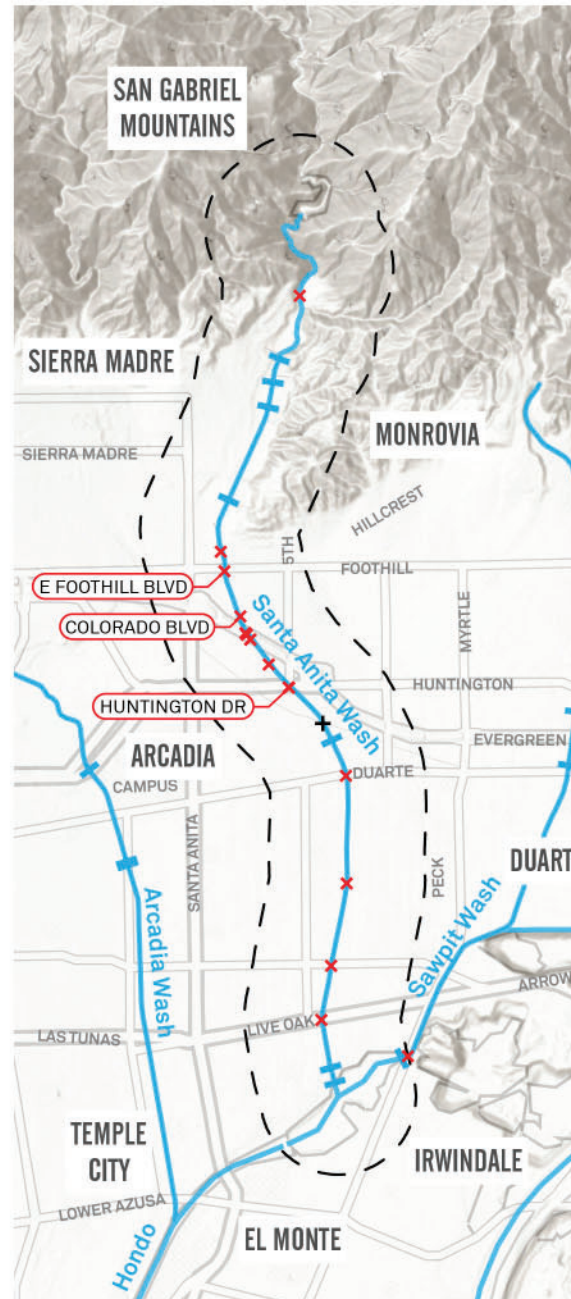 SAN GABRIEL
MOUNTAINS
SIERRA MADRE
MONROVIA
SIERRA MADRE
HILLCREST
5TH
FOOTHILL
E FOOTHILL BLVD
MYRTLE
COLORADO BLVD
Santa Anita Wash
HUNTINGTON
HUNTINGTON DR
EVERGREEN
ARCADIA
DUARTE
CAMPUS
SANTA ANITA
DUART
PECK
Arcadia Wash
Sawpit Wash
ARROW
LIVE OAK
LAS TUNAS
TEMPLE
CITY
IRWINDALE
LOWER AZUSA
EL MONTE
Hondo